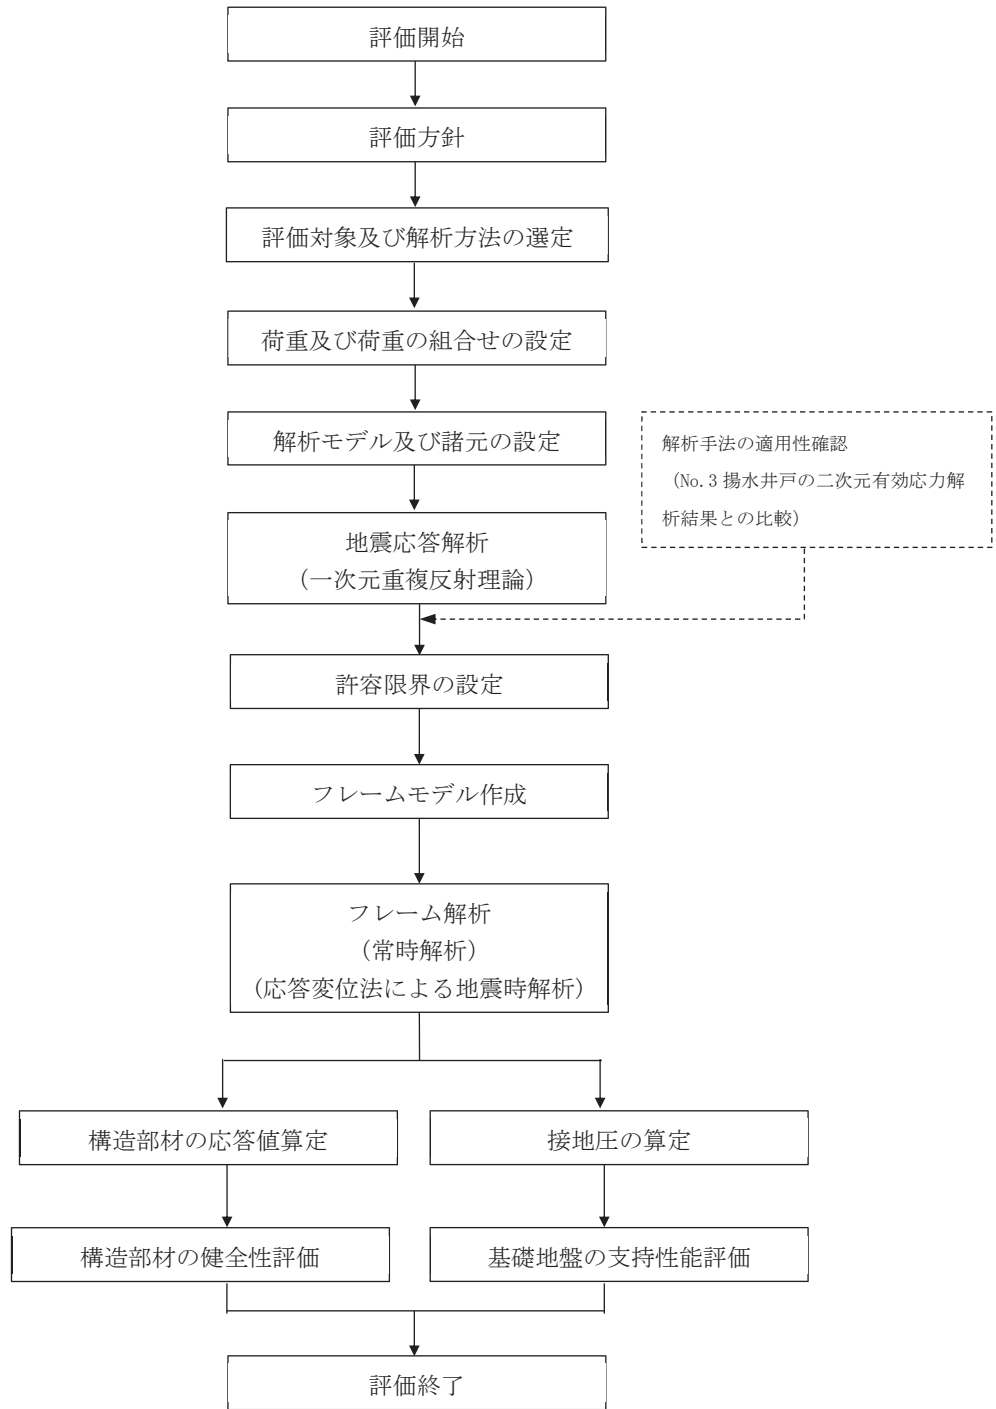 評価開始
評価方針
評価対象及び解析方法の選定
荷重及び荷重の組合せの設定
解析モデル及び諸元の設定
解析手法の適用性確認
（No.3 揚水井戸の二次元有効応力解
析結果との比較）
地震応答解析
（一次元重複反射理論）
許容限界の設定
フレームモデル作成
フレーム解析
（常時解析）
（応答変位法による地震時解析）
構造部材の応答値算定
接地圧の算定
構造部材の健全性評価
基礎地盤の支持性能評価
評価終了